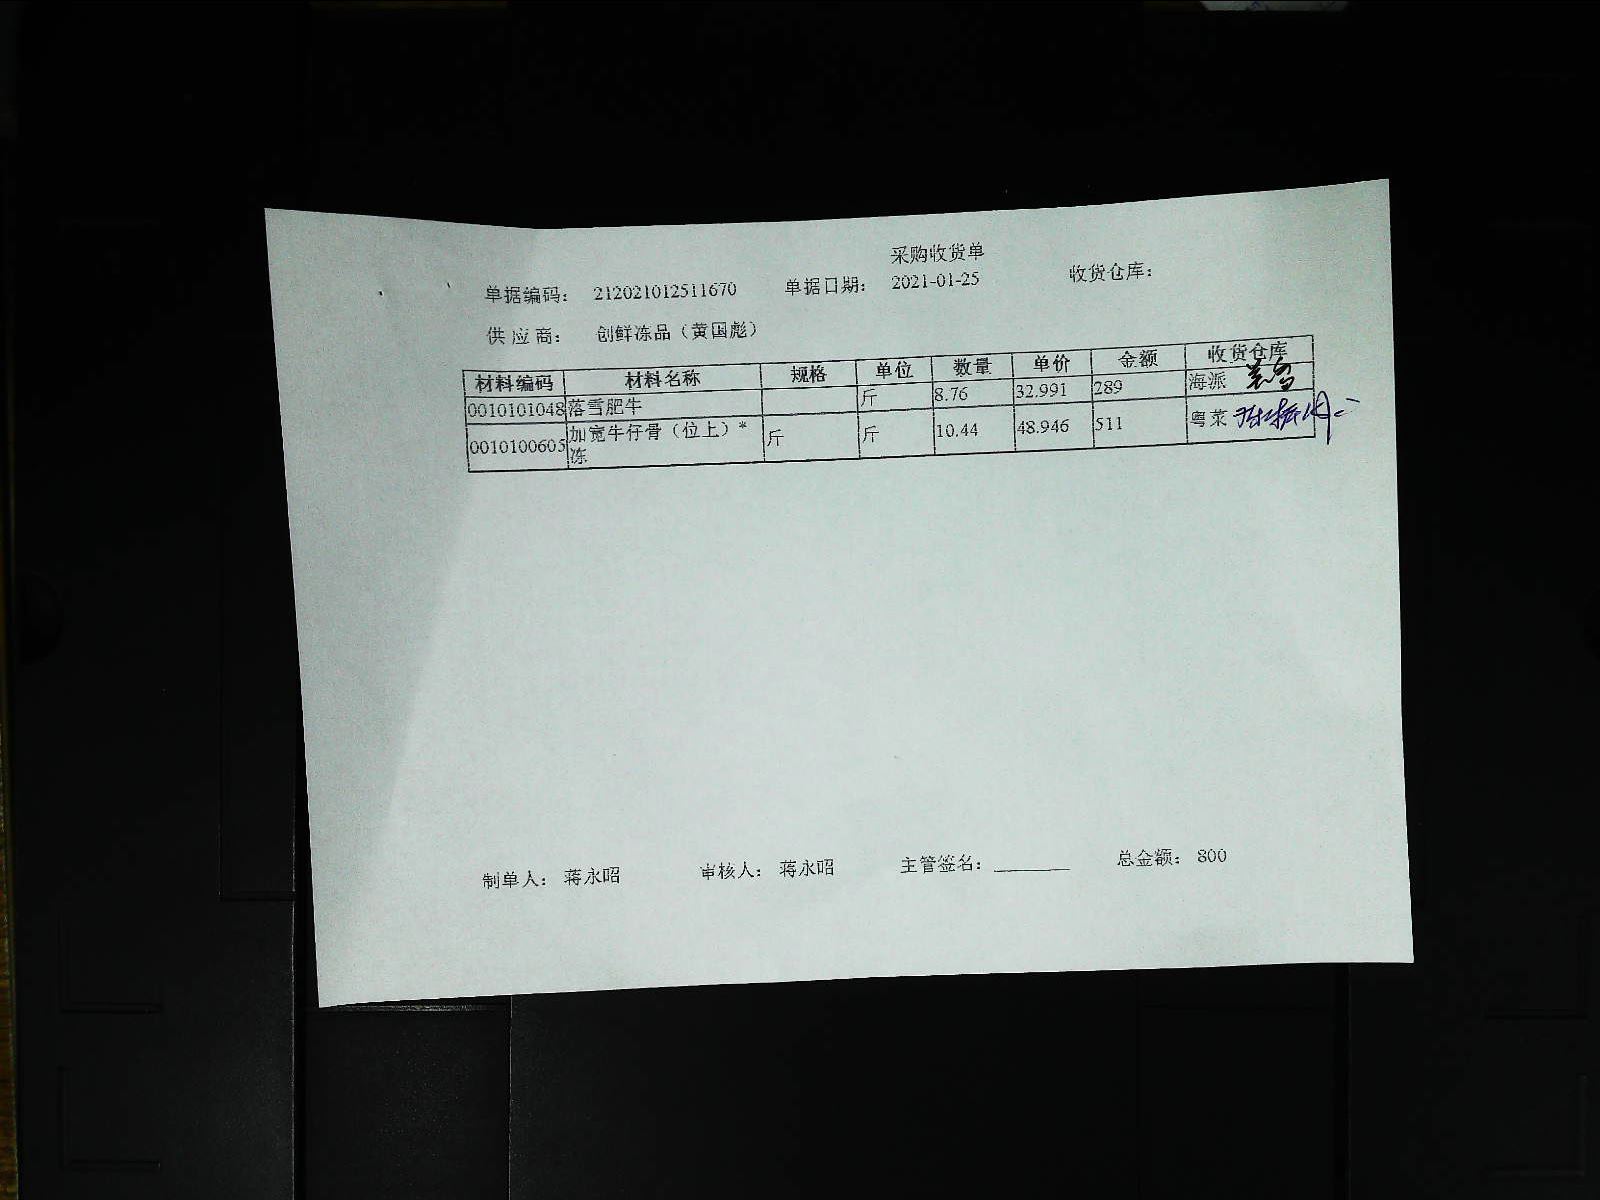 采购收货单
单据编码： 212021012511670 单据日期： 2021-01-25 收货仓库：
供应商： 创鲜冻品（黄国彪）
材料编码 材料名称 规格 单位 数量 单价 金额 收货仓库
0010101048 落雪肥牛 斤 8.76 32.991 289 海派
0010100605 加宽牛仔骨（位上）* 斤 斤 10.44 48.946 511 粤菜
冻
制单人： 蒋永昭 审核人： 蒋永昭 主管签名：______ 总金额： 800